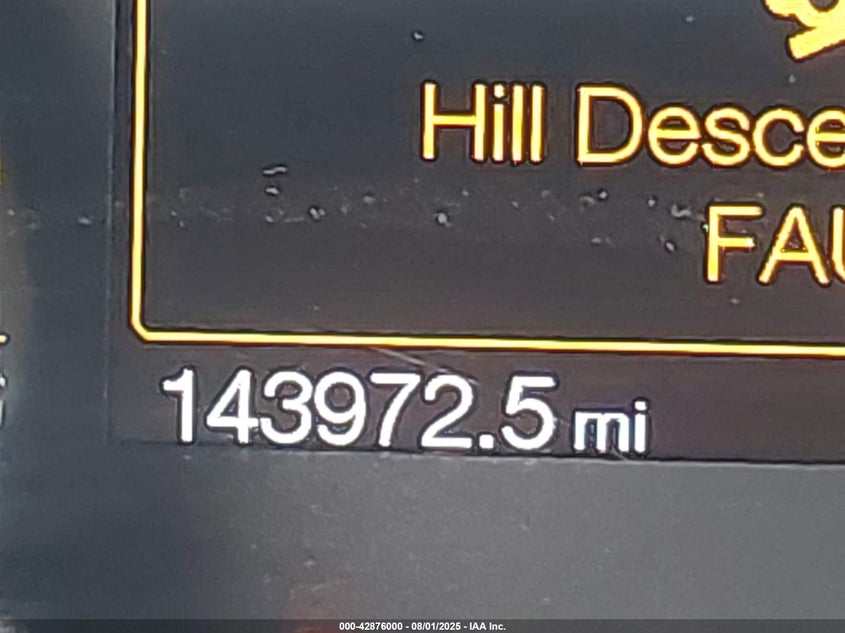 Hill Desce
FAU
143972.5 mi
000-42876000 - 08/01/2025 - IAA Inc.